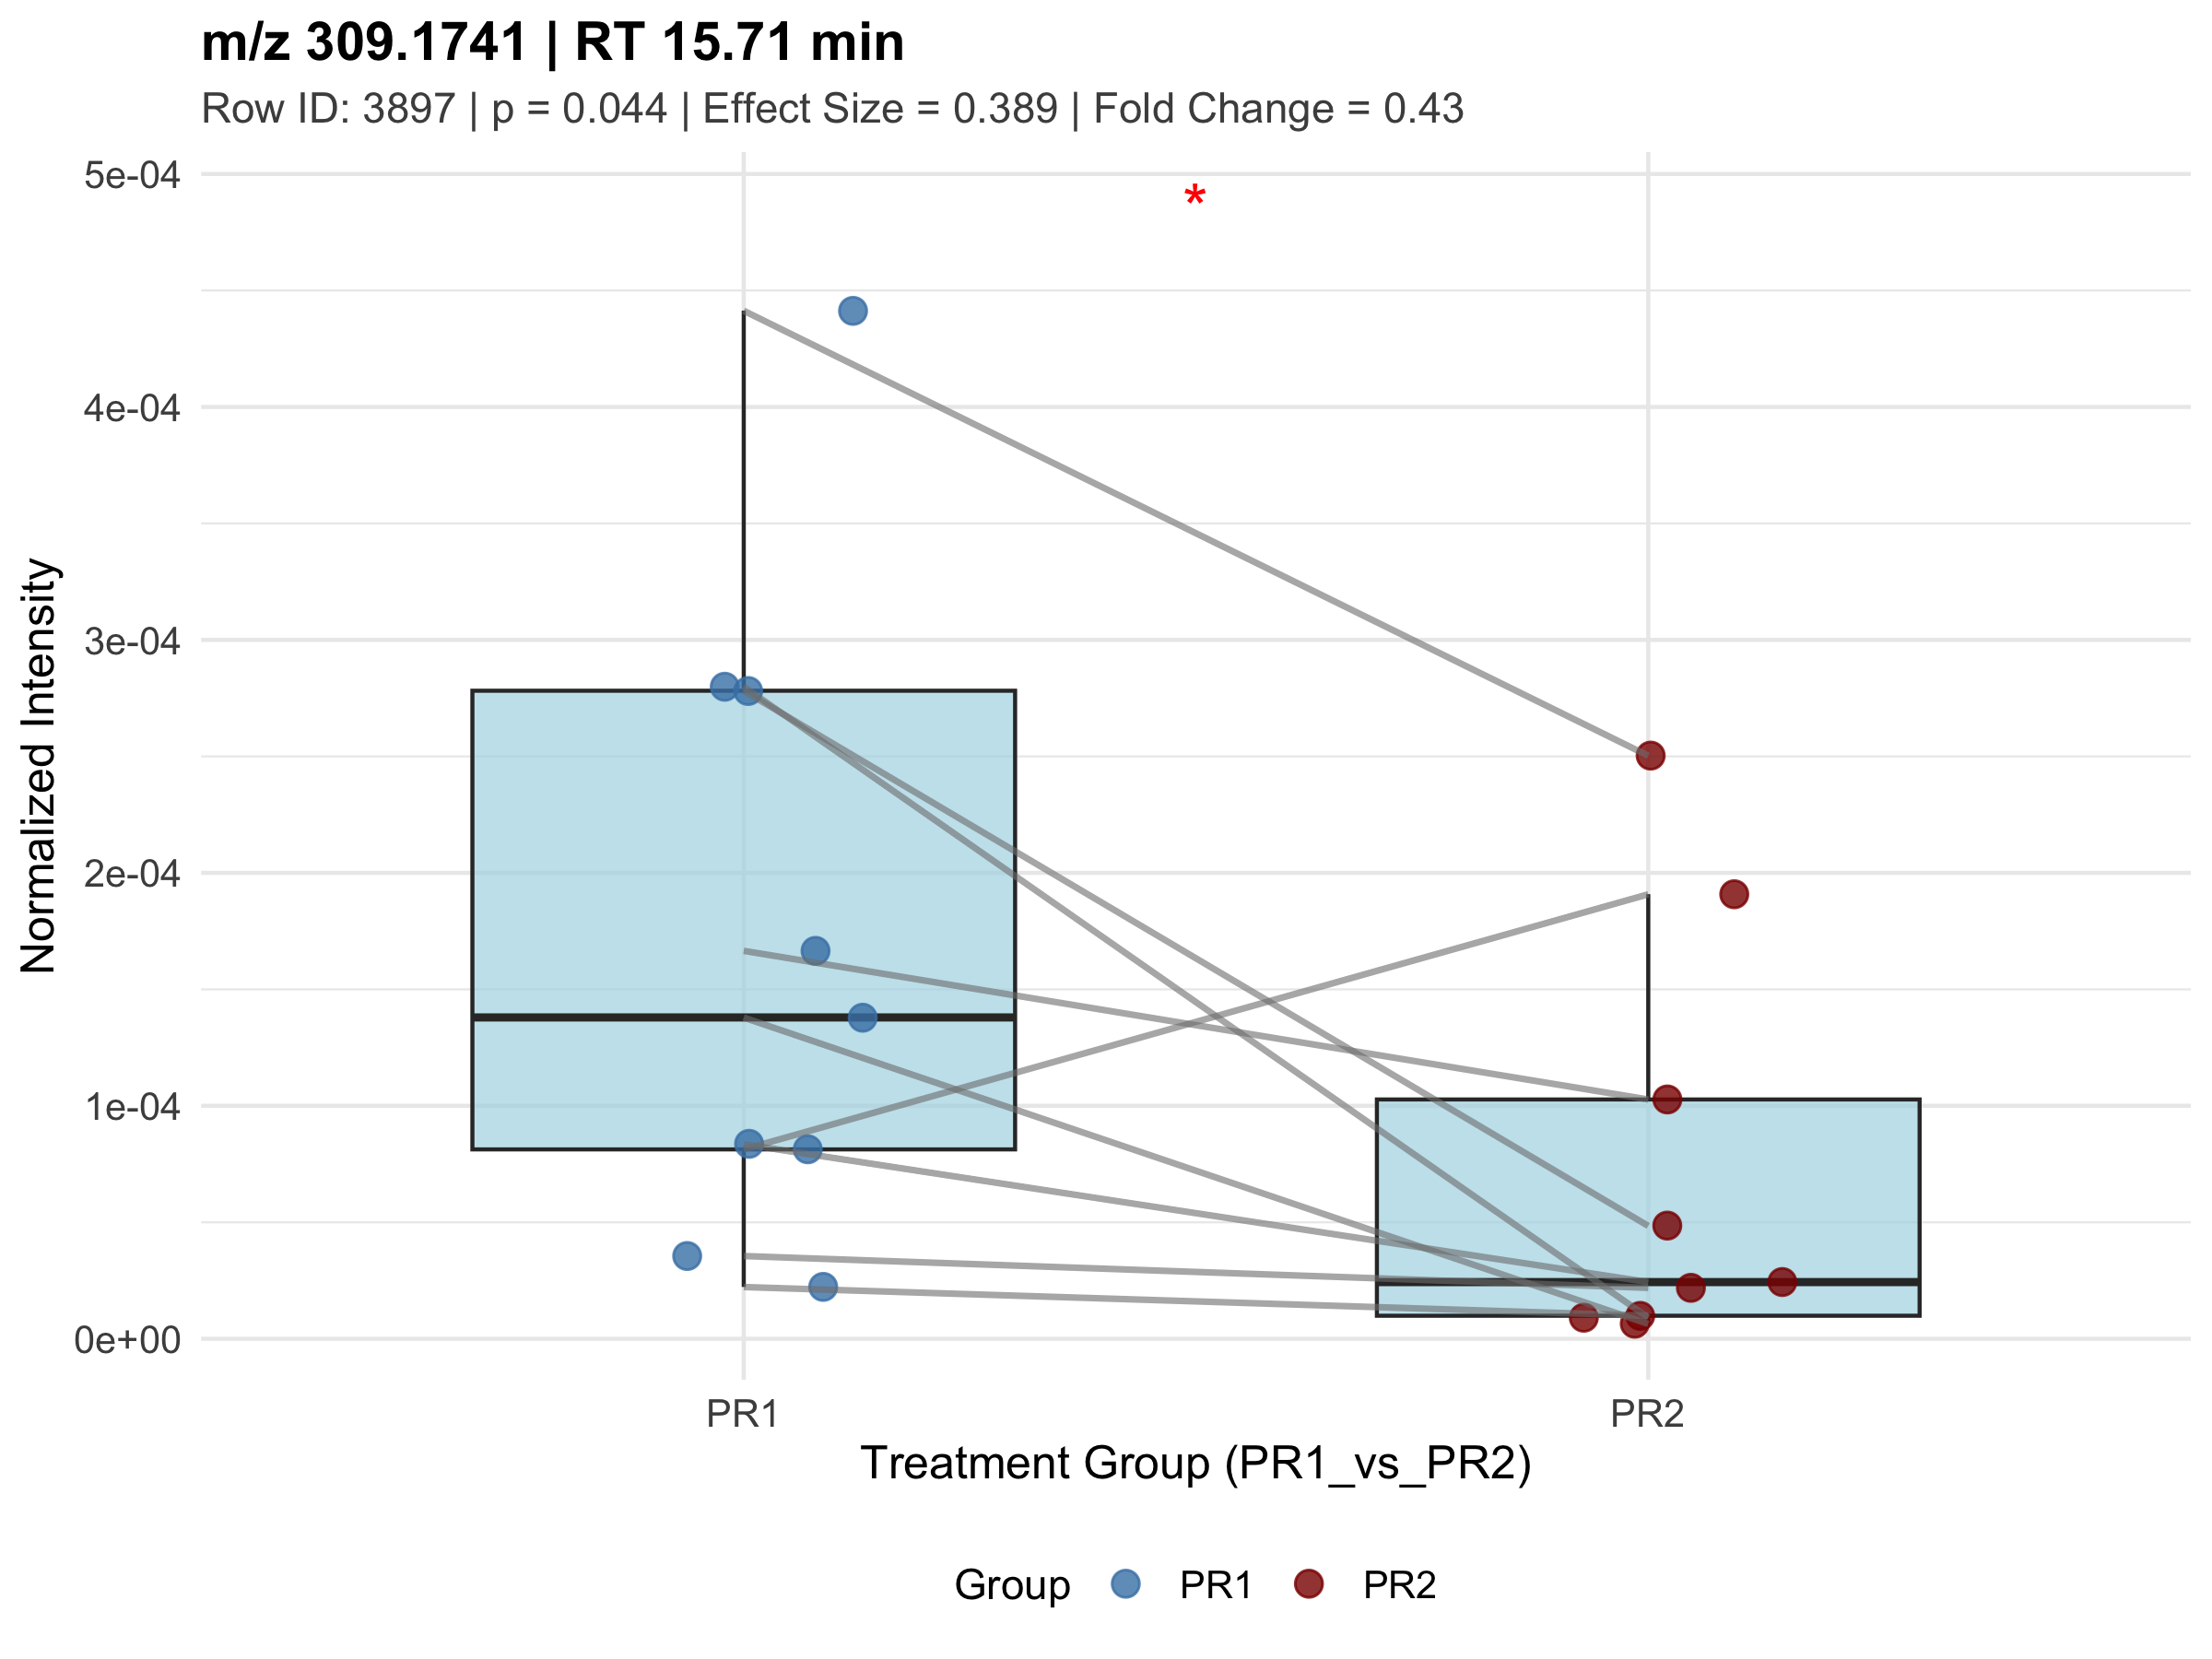 m/z 309.1741 | RT 15.71 min
Row ID: 3897 | p = 0.044 | Effect Size = 0.389 | Fold Change = 0.43
*
Normalized Intensity
5e-04
4e-04
3e-04
2e-04
1e-04
0e+00
PR1
PR2
Treatment Group (PR1_vs_PR2)
Group PR1 PR2